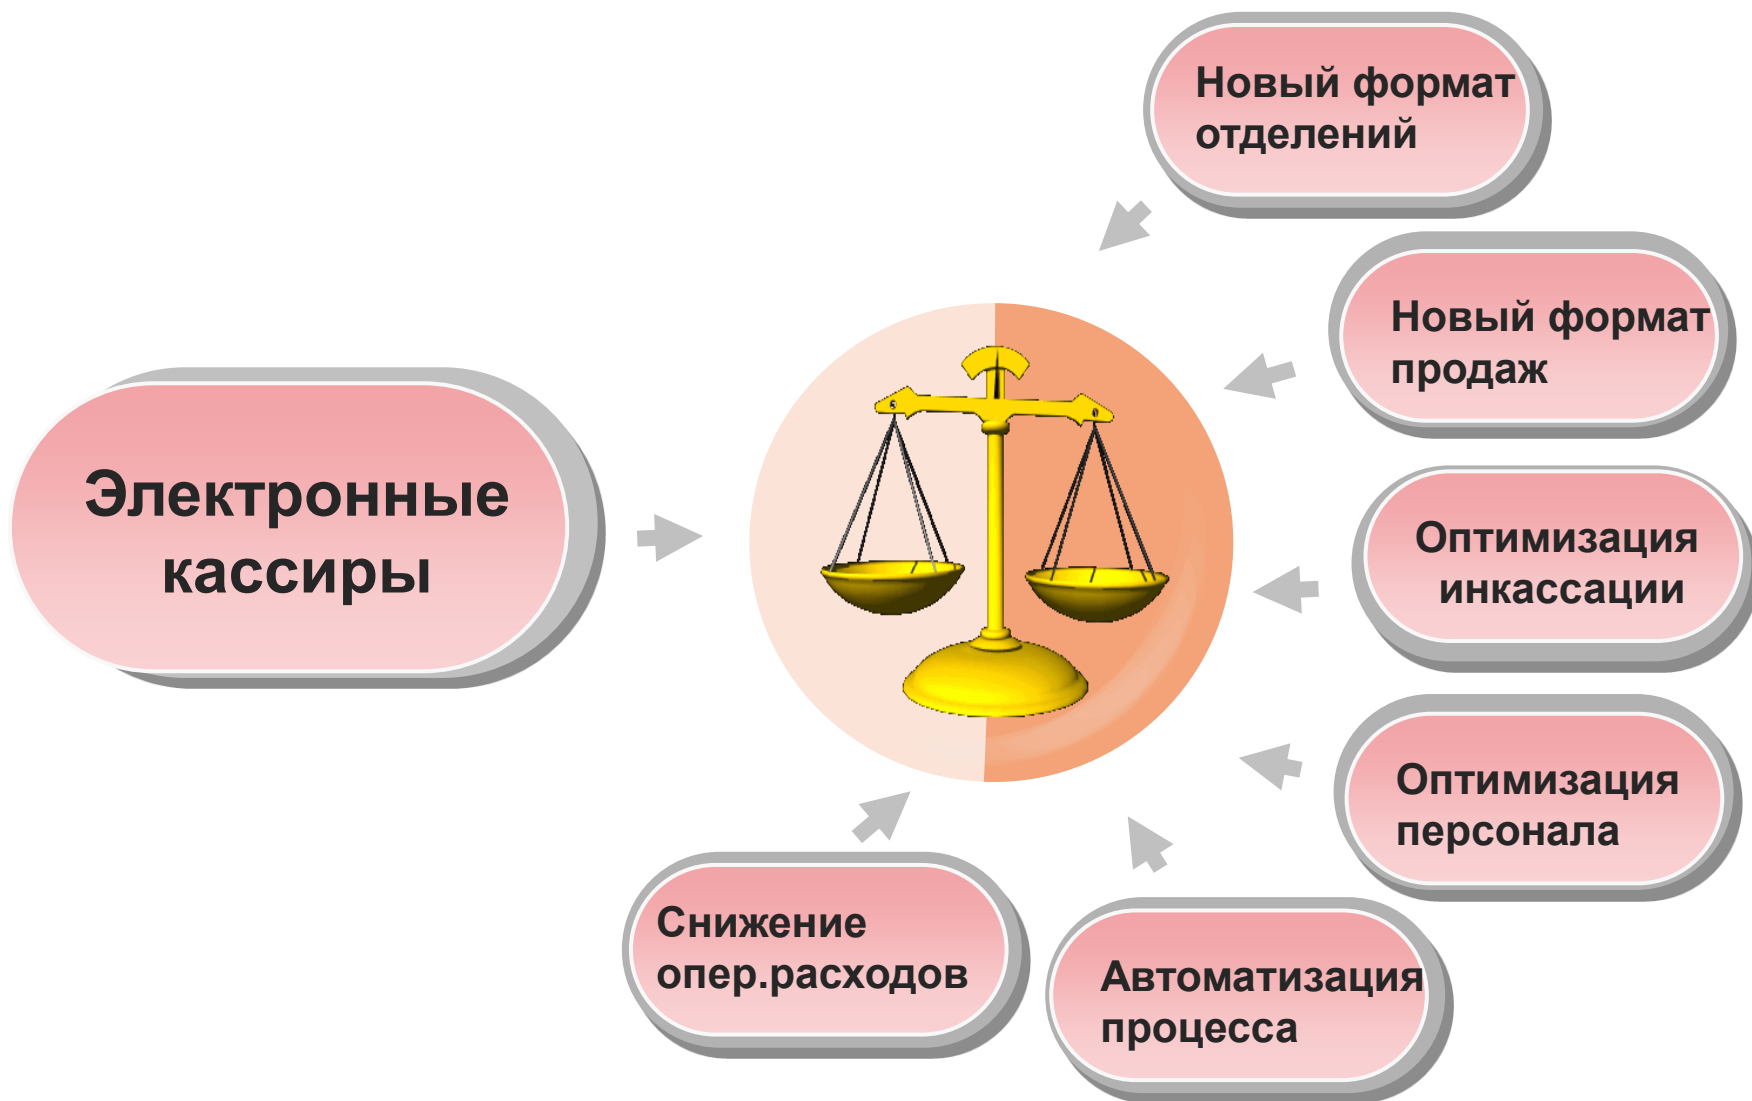 Новый формат
отделений
Новый формат
продаж
Электронные
кассиры
Оптимизация
инкассации
Оптимизация
персонала
Снижение
опер.расходов
Автоматизация
процесса